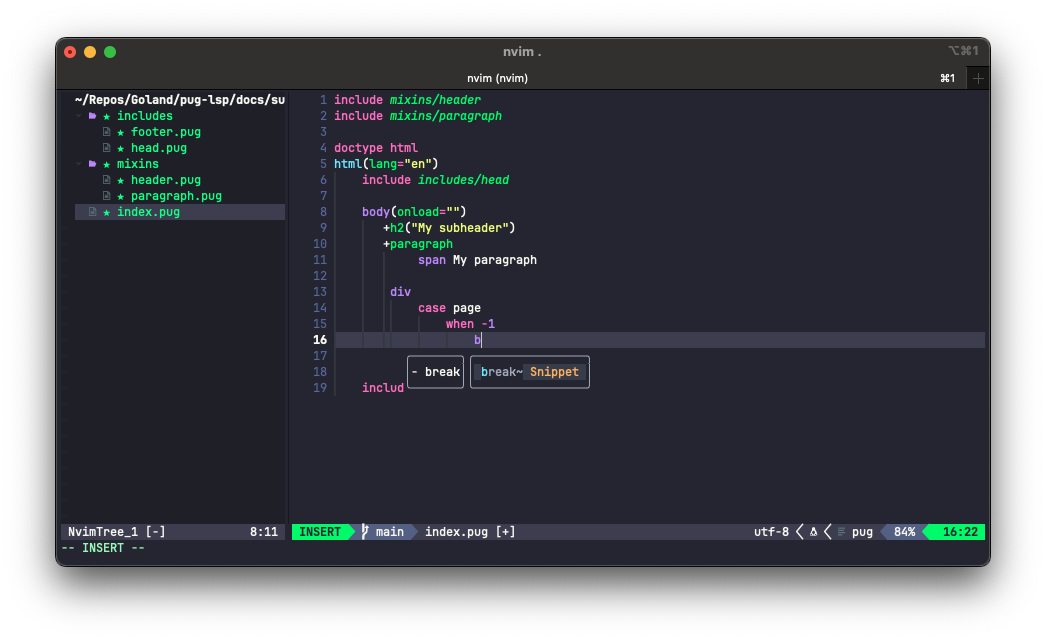 nvim .
⌥⌘1
nvim (nvim)
⌘1
~/Repos/Goland/pug-lsp/docs/su
includes
footer.pug
head.pug
mixins
header.pug
paragraph.pug
index.pug
1 include mixins/header
2 include mixins/paragraph
3
4 doctype html
5 html(lang="en")
6 include includes/head
7
8 body(onload="")
9 +h2("My subheader")
10 +paragraph
11 span My paragraph
12
13 div
14 case page
15 when -1
16 b
17
18 - break break~ Snippet
19 includ
NvimTree_1 [-] 8:11
INSERT main index.pug [+] utf-8 pug 84% 16:22
-- INSERT --